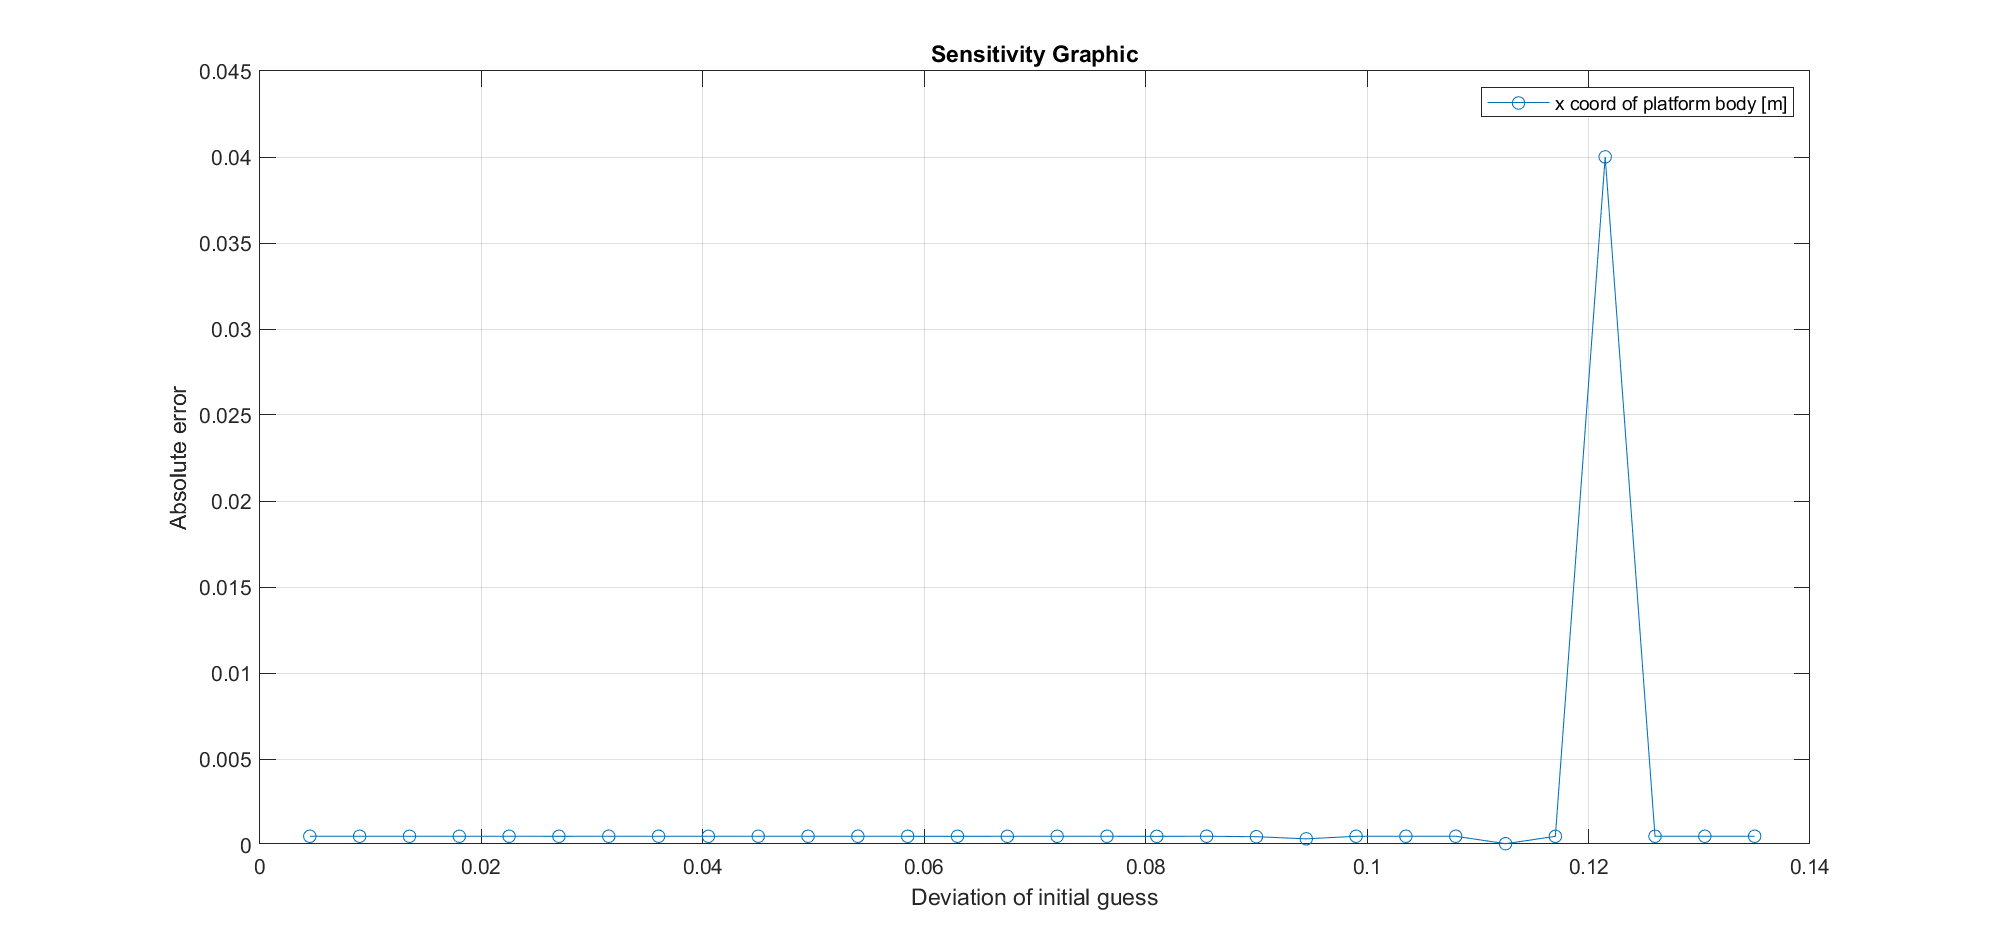 Sensitivity Graphic
x coord of platform body [m]
0.045
0.04
0.035
0.03
0.025
0.02
0.015
0.01
0.005
0
Absolute error
0 0.02 0.04 0.06 0.08 0.1 0.12 0.14
Deviation of initial guess